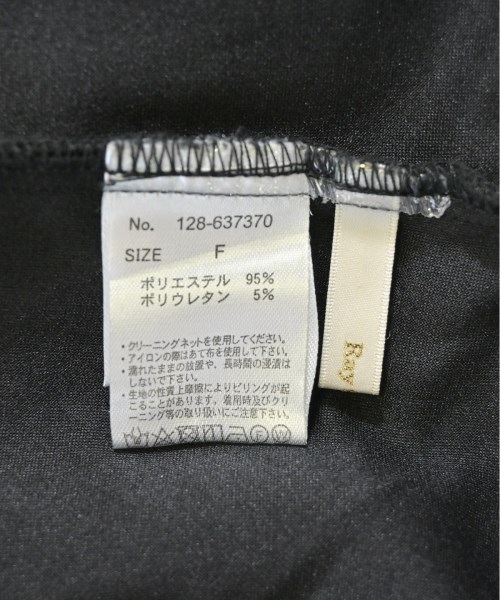 No. 128-637370
SIZE F
ポリエステル 95%
ポリウレタン 5%
・クリーニングネットを使用してください。
・アイロンの際はあて布を使用して下さい。
・濡れたままの放置や、長時間の浸漬は
しないで下さい。
・生地の性質上摩擦によりピリングが起
こることがあります、着用時及びクリ
ーニング等の取り扱いにご注意下さい。
Ray